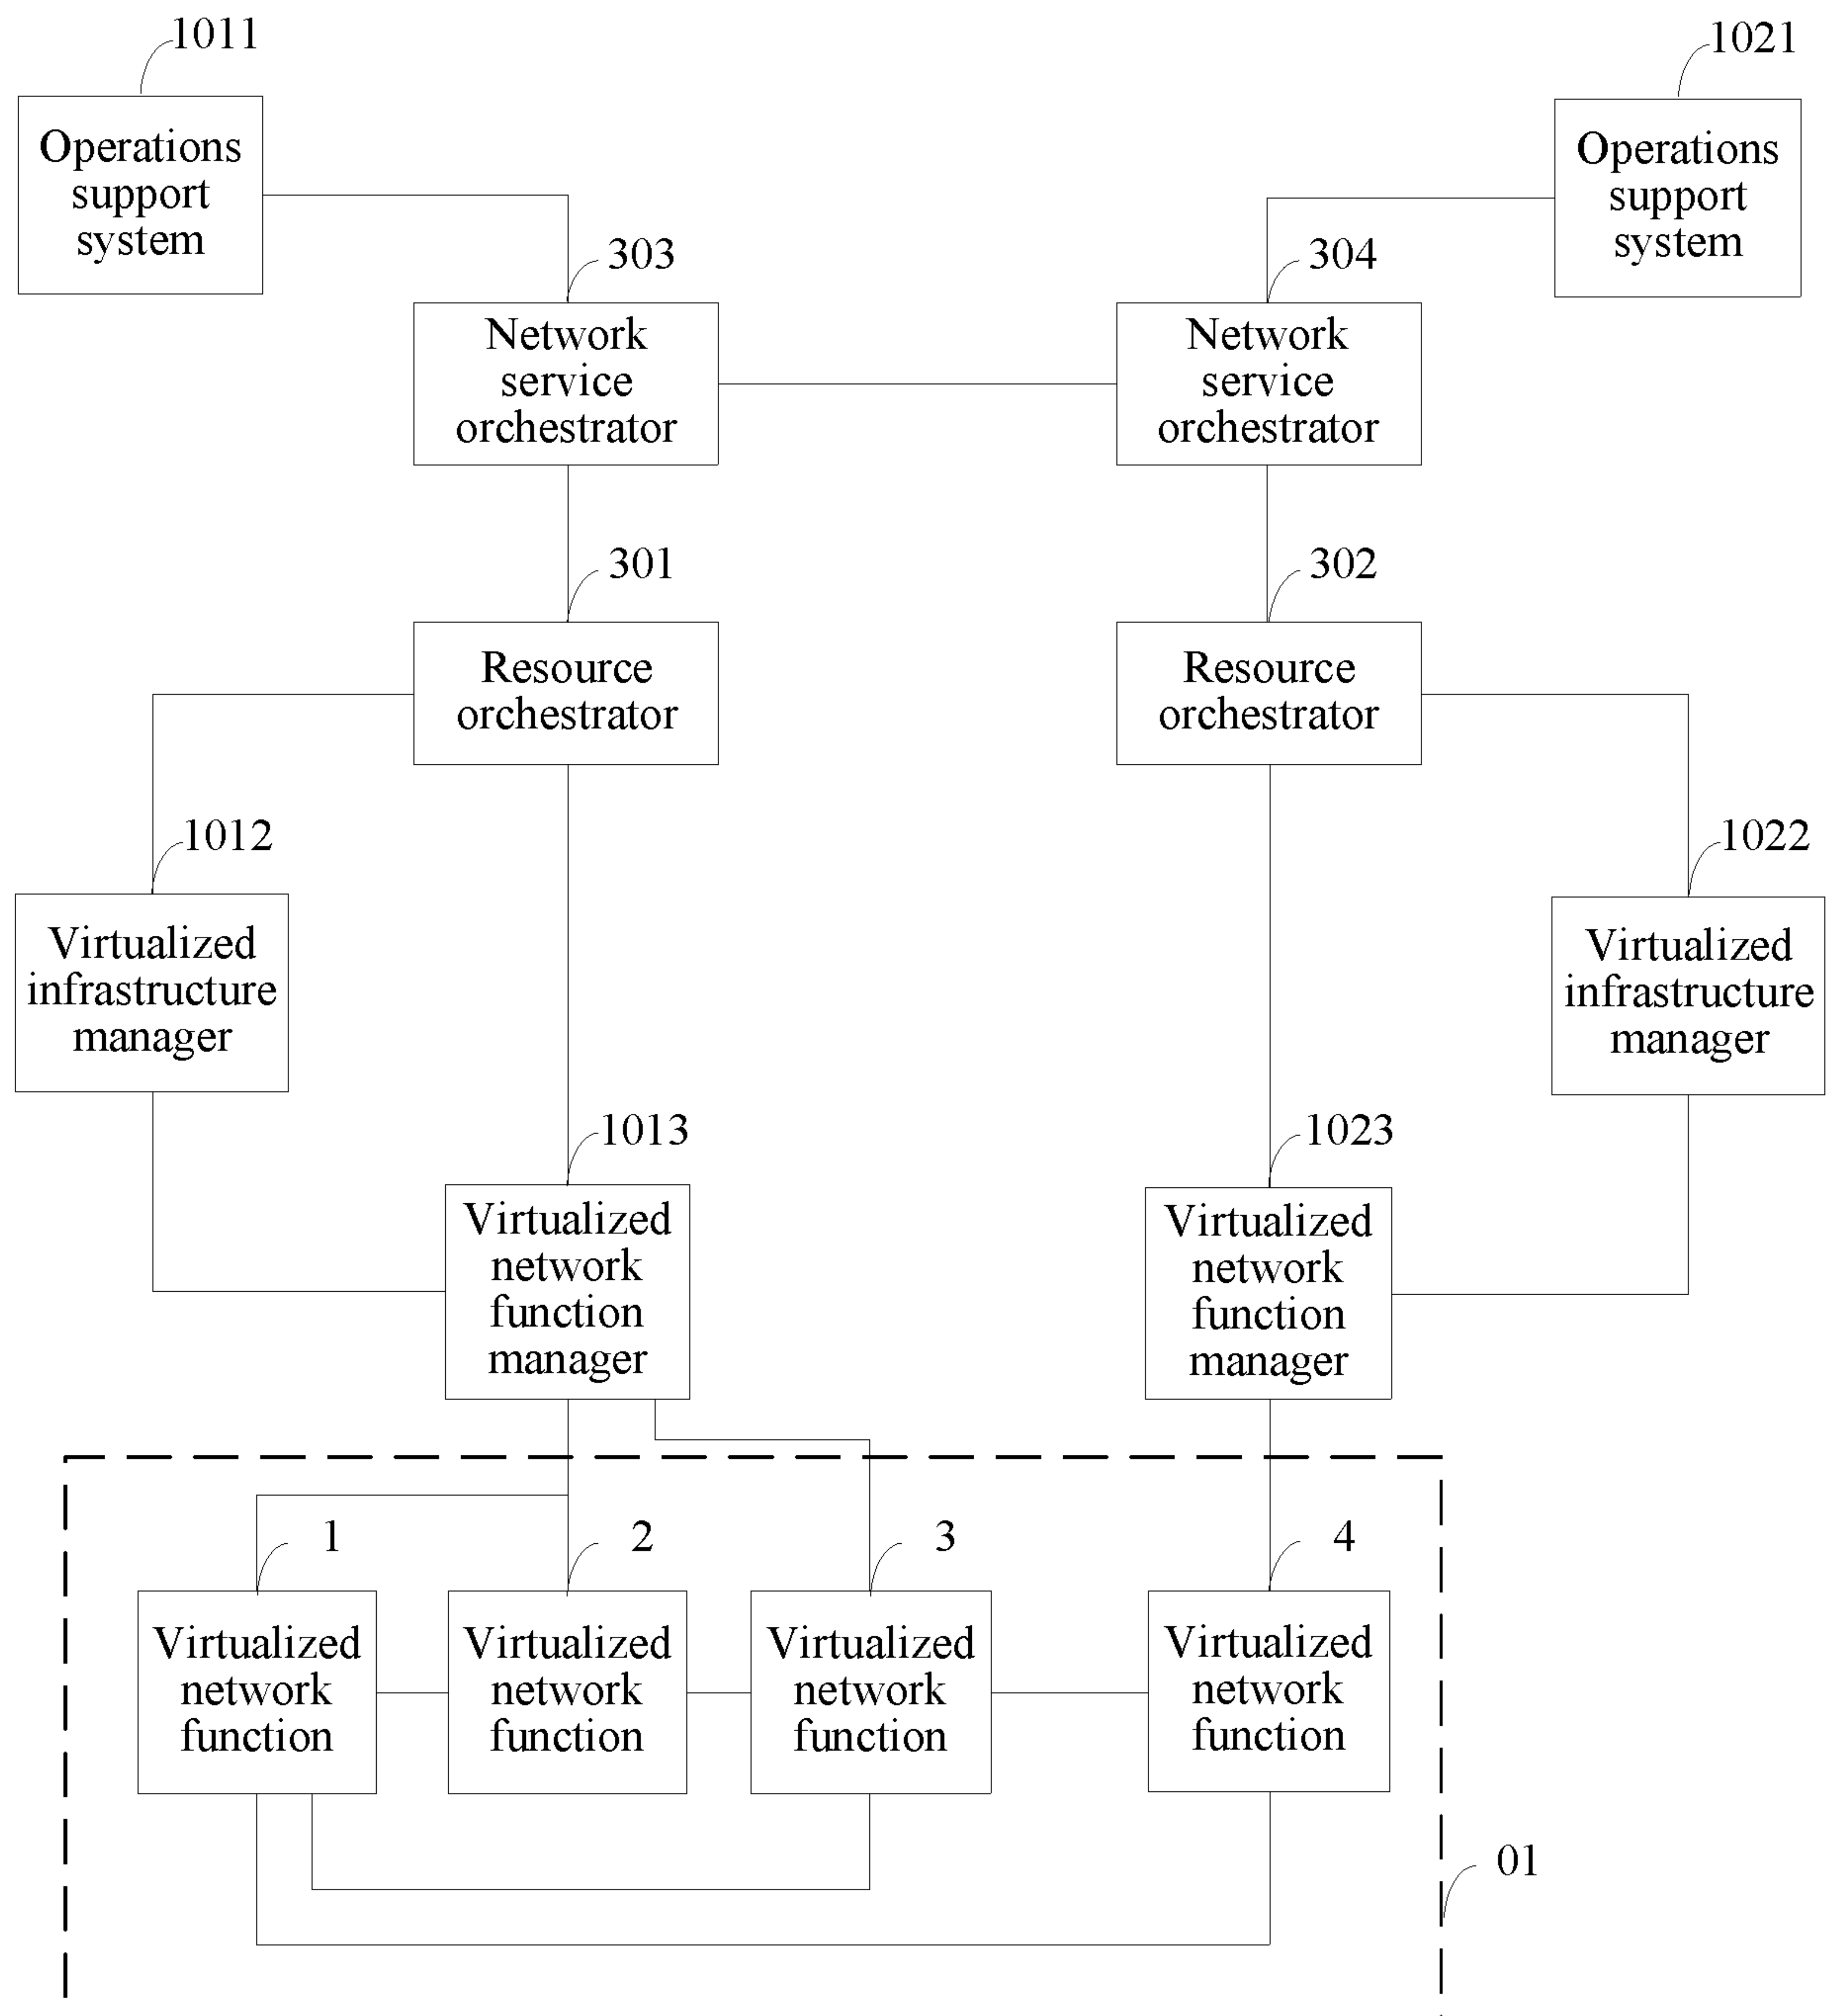 1011
1021
Operations
support
system
Operations
support
system
303
304
Network
service
orchestrator
Network
service
orchestrator
301
302
Resource
orchestrator
Resource
orchestrator
1012
1022
Virtualized
infrastructure
manager
Virtualized
infrastructure
manager
1013
1023
Virtualized
network
function
manager
Virtualized
network
function
manager
1
2
3
4
Virtualized
network
function
Virtualized
network
function
Virtualized
network
function
Virtualized
network
function
01